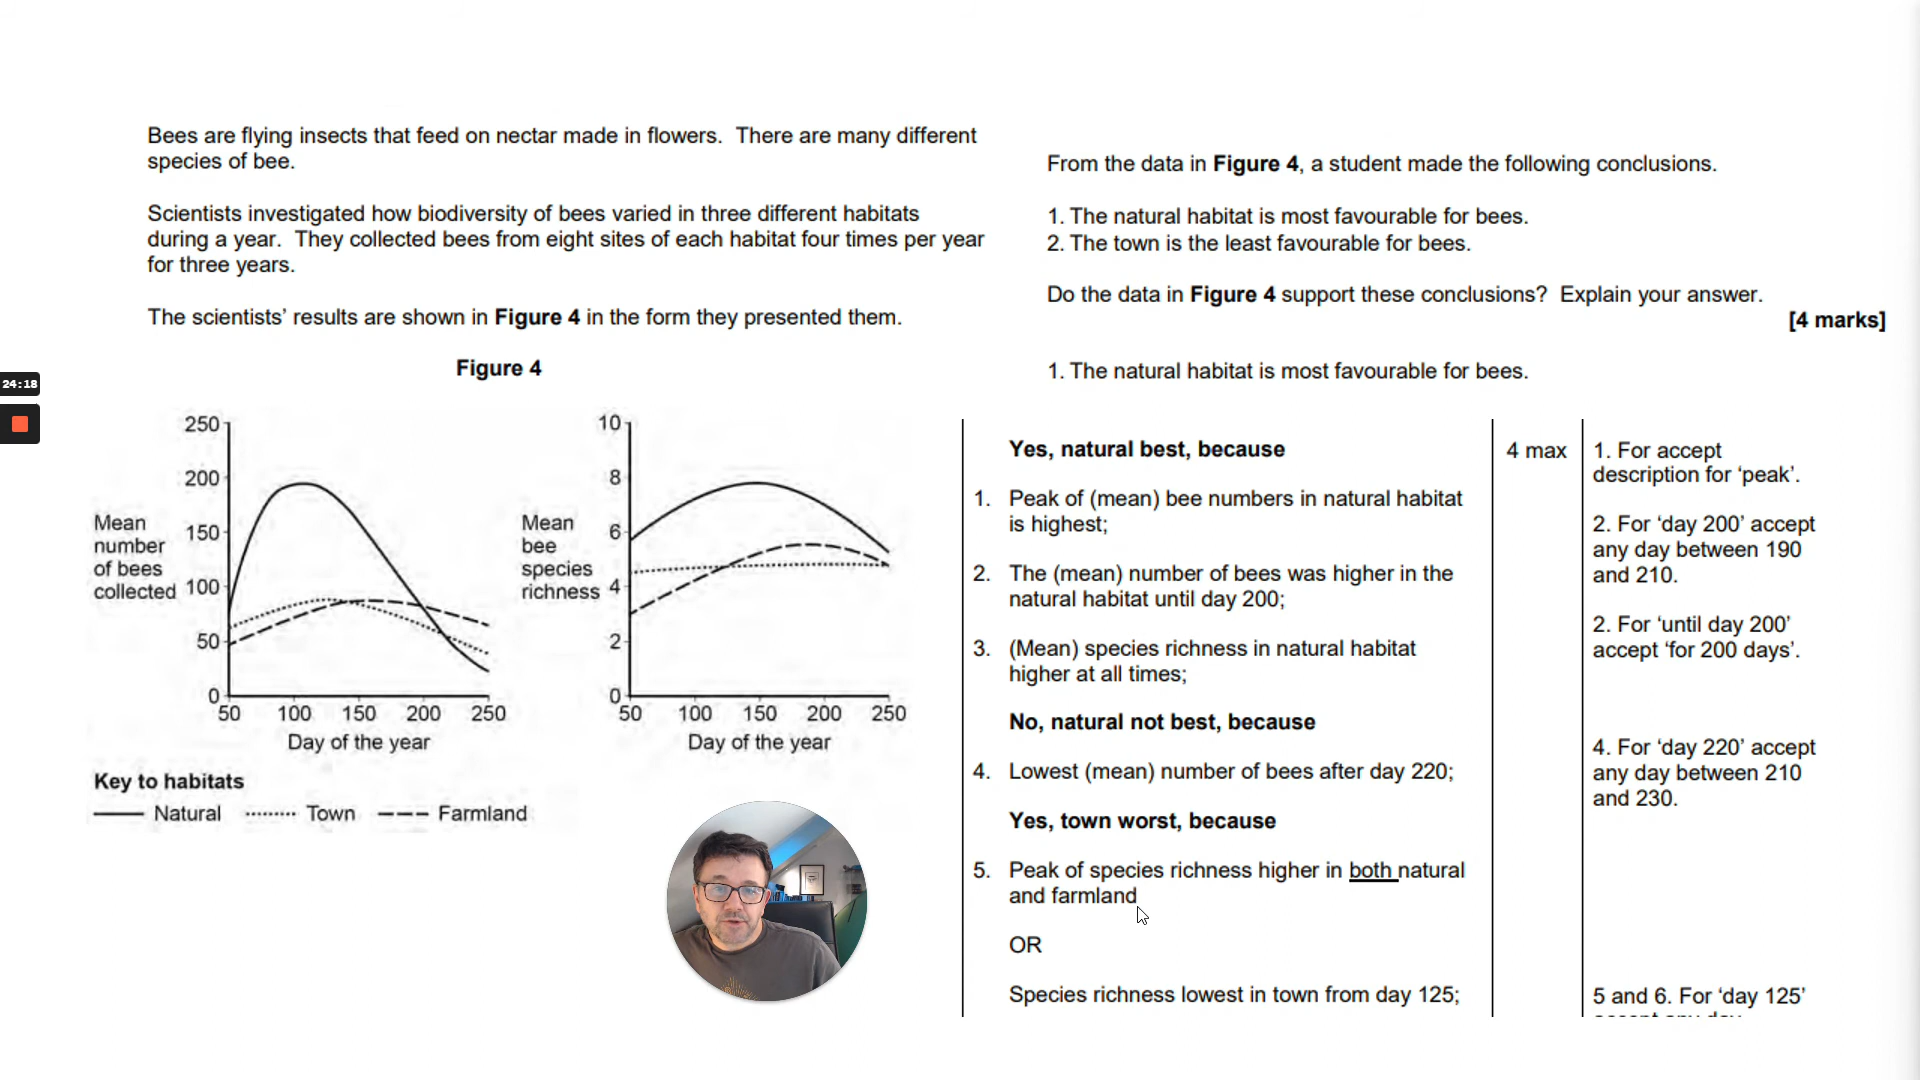 Bees are flying insects that feed on nectar made in flowers. There are many different
species of bee.
Scientists investigated how biodiversity of bees varied in three different habitats
during a year. They collected bees from eight sites of each habitat four times per year
for three years.
The scientists' results are shown in Figure 4 in the form they presented them.
Figure 4
24:18
250
200
150
100
50
0
Mean
number
of bees
collected
50 100 150 200 250
Day of the year
10
8
6
4
2
0
Mean
bee
species
richness
50 100 150 200 250
Day of the year
Key to habitats
Natural Town Farmland
From the data in Figure 4, a student made the following conclusions.
1. The natural habitat is most favourable for bees.
2. The town is the least favourable for bees.
Do the data in Figure 4 support these conclusions? Explain your answer.
[4 marks]
1. The natural habitat is most favourable for bees.
Yes, natural best, because
1. Peak of (mean) bee numbers in natural habitat
is highest;
2. The (mean) number of bees was higher in the
natural habitat until day 200;
3. (Mean) species richness in natural habitat
higher at all times;
No, natural not best, because
4. Lowest (mean) number of bees after day 220;
Yes, town worst, because
5. Peak of species richness higher in both natural
and farmland
OR
Species richness lowest in town from day 125;
4 max
1. For accept
description for 'peak'.
2. For 'day 200' accept
any day between 190
and 210.
2. For 'until day 200'
accept 'for 200 days'.
4. For 'day 220' accept
any day between 210
and 230.
5 and 6. For 'day 125'